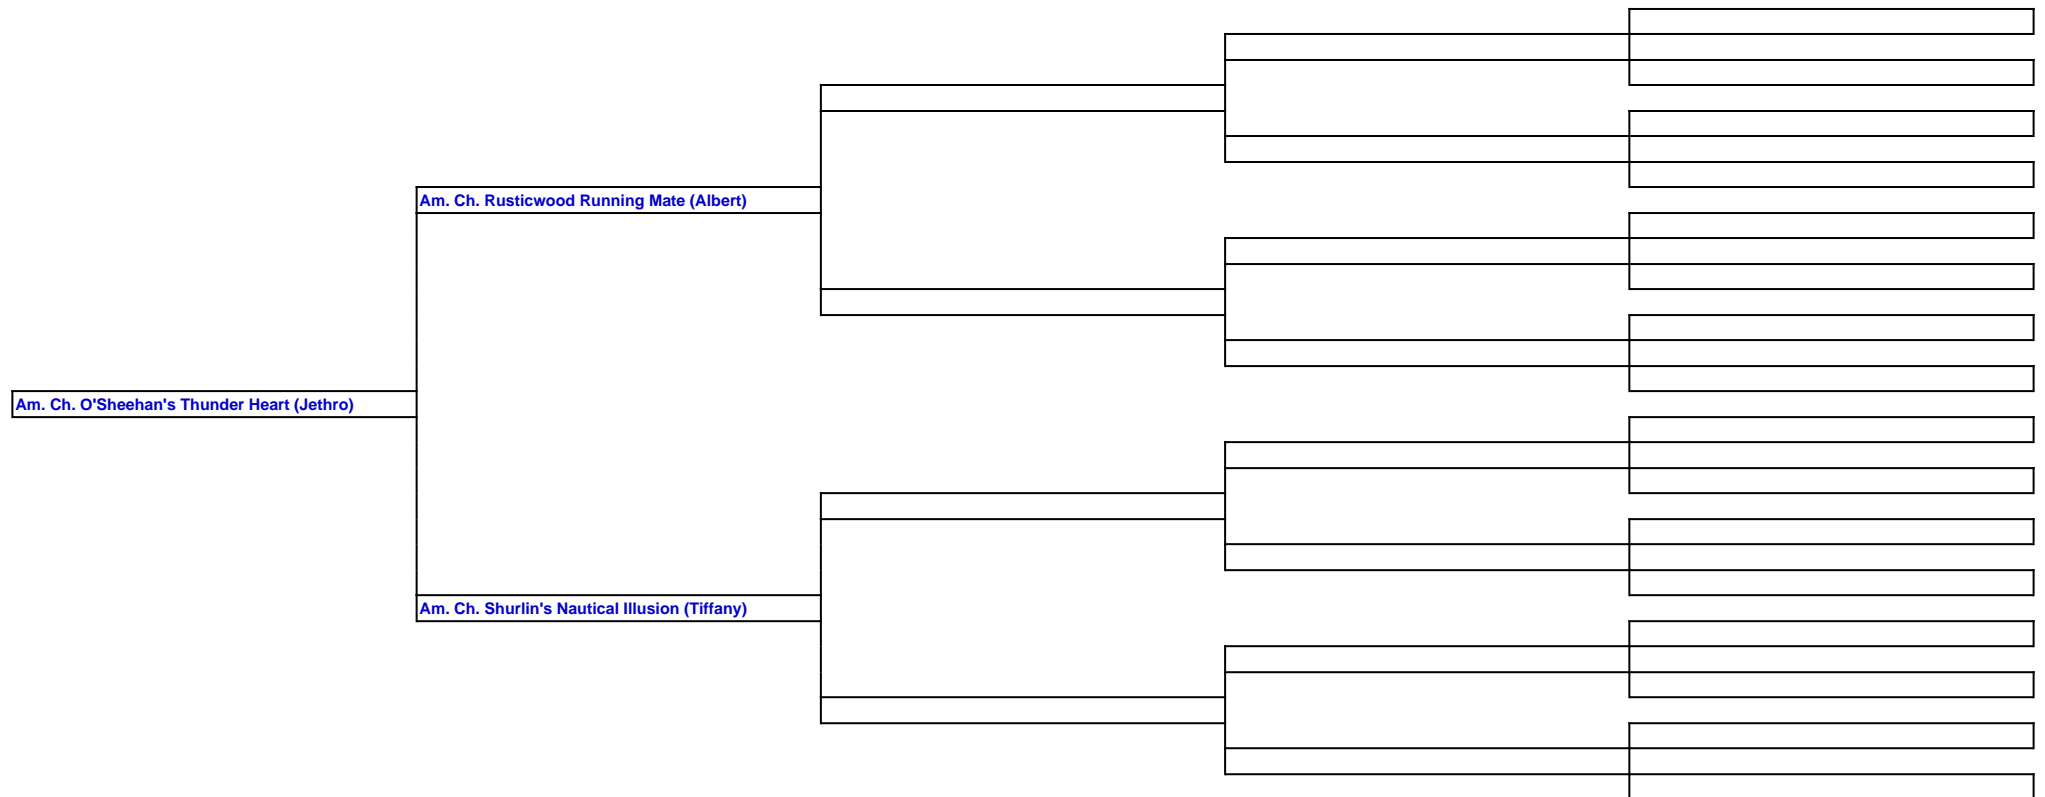 Am. Ch. Rusticwood Running Mate (Albert)
Am. Ch. O'Sheehan's Thunder Heart (Jethro)
Am. Ch. Shurlin's Nautical Illusion (Tiffany)